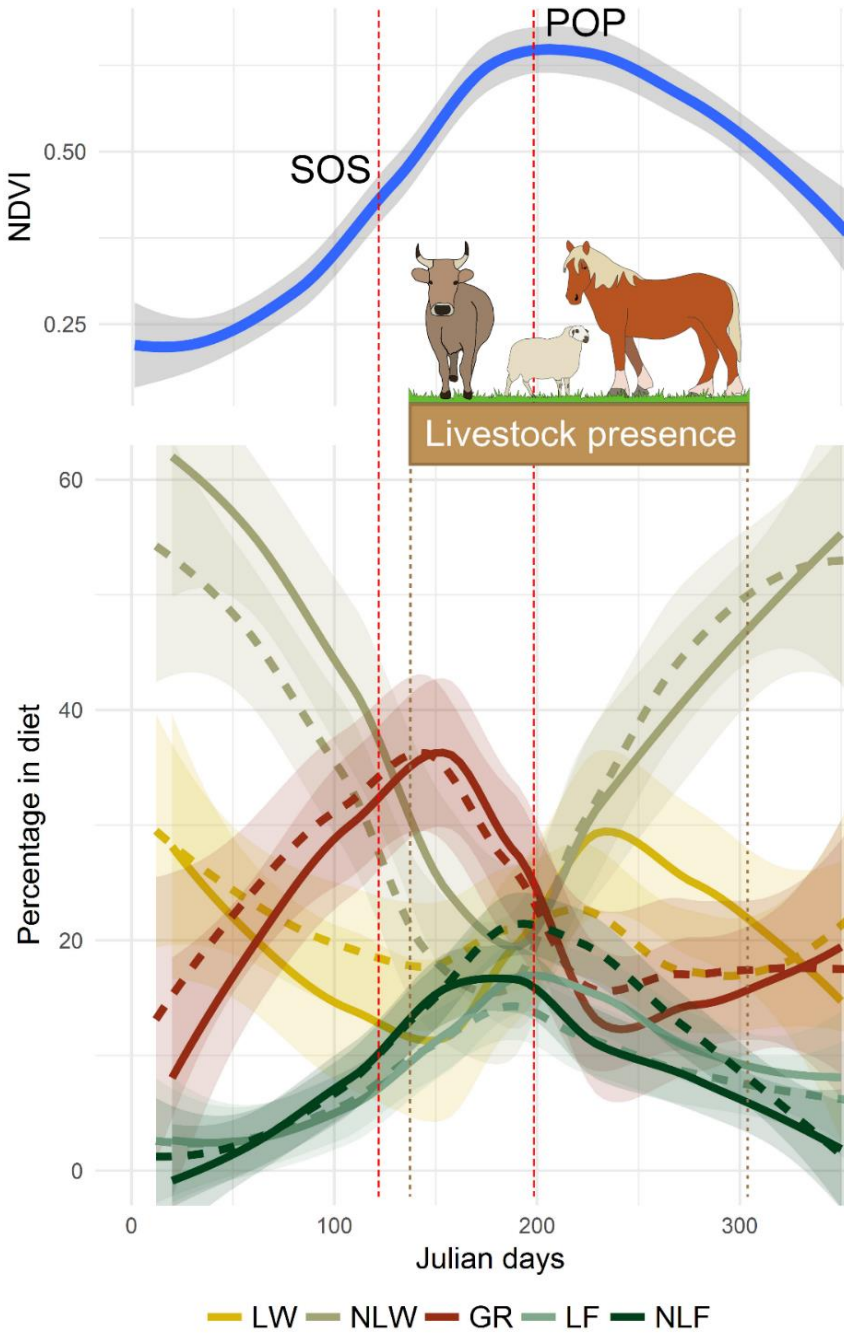 POP
SOS
NDVI
0.50
0.25
Livestock presence
Percentage in diet
60
40
20
0
0 100 200 300
Julian days
LW NLW GR LF NLF